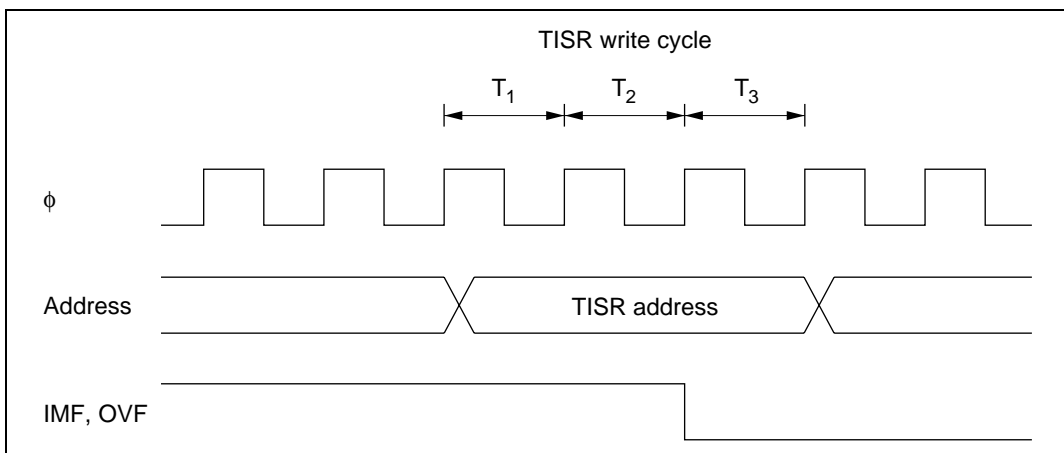 TISR write cycle
T1 T2 T3
φ
Address TISR address
IMF, OVF